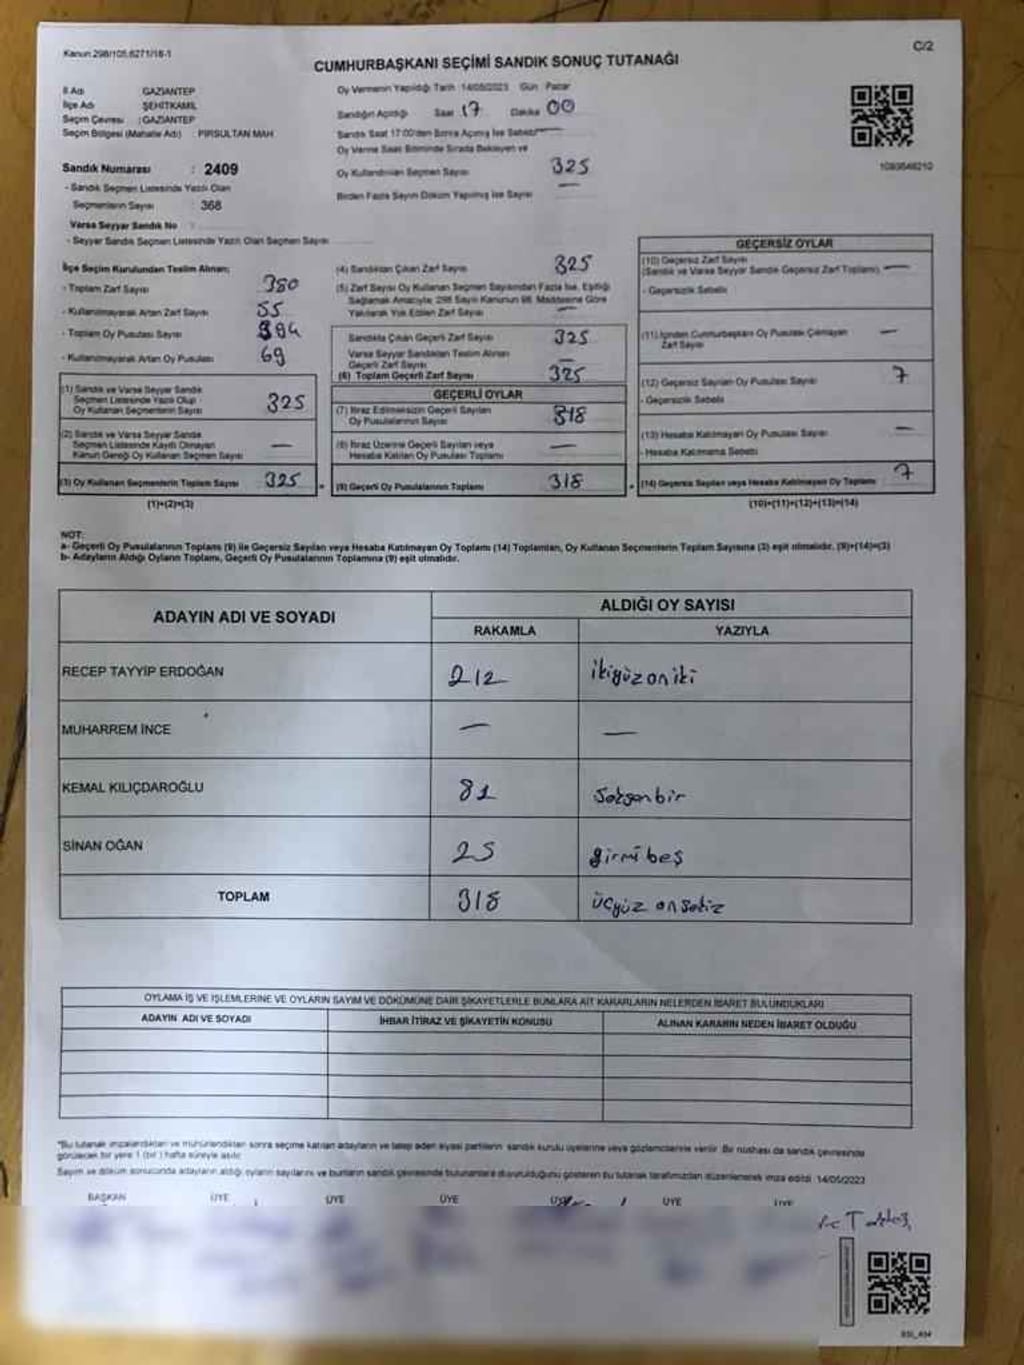 Kanun 298/105,6271/16-1
C/2
CUMHURBAŞKANI SEÇİMİ SANDIK SONUÇ TUTANAĞI
İl Adı GAZİANTEP
İlçe Adı ŞEHİTKAMİL
Seçim Çevresi : GAZİANTEP
Seçim Bölgesi (Mahalle Adı) : PİRSULTAN MAH
Sandık Numarası : 2409
- Sandık Seçmen Listesinde Yazılı Olan
Seçmenlerin Sayısı : 368
Varsa Seyyar Sandık No :
- Seyyar Sandık Seçmen Listesinde Yazılı Olan Seçmen Sayısı
Oy Vermenin Yapıldığı Tarih 14/05/2023 Gün Pazar
Sandığın Açıldığı Saat 17 Dakika 00
Sandık Saat 17:00'den Sonra Açılmış İse Sebebi
Oy Verme Saati Bitiminde Sırada Bekleyen ve
Oy Kullandırılan Seçmen Sayısı 325
Birden Fazla Sayım Döküm Yapılmış İse Sayısı —
1093548210
İlçe Seçim Kurulundan Teslim Alınan;
- Toplam Zarf Sayısı 380
- Kullanılmayarak Artan Zarf Sayısı 55
- Toplam Oy Pusulası Sayısı 394
- Kullanılmayarak Artan Oy Pusulası 69
(1) Sandık ve Varsa Seyyar Sandık
Seçmen Listesinde Yazılı Olup
Oy Kullanan Seçmenlerin Sayısı 325
(2) Sandık ve Varsa Seyyar Sandık
Seçmen Listesinde Kayıtlı Olmayan
Kanun Gereği Oy Kullanan Seçmen Sayısı —
(3) Oy Kullanan Seçmenlerin Toplam Sayısı 325
(1)+(2)=(3)
(4) Sandıktan Çıkan Zarf Sayısı 325
(5) Zarf Sayısı Oy Kullanan Seçmen Sayısından Fazla İse, Eşitliği
Sağlamak Amacıyla 298 Sayılı Kanunun 98. Maddesine Göre
Yakılarak Yok Edilen Zarf Sayısı —
Sandıkta Çıkan Geçerli Zarf Sayısı 325
Varsa Seyyar Sandıktan Teslim Alınan
Geçerli Zarf Sayısı —
(6) Toplam Geçerli Zarf Sayısı 325
GEÇERLİ OYLAR
(7) İtiraz Edilmeksizin Geçerli Sayılan
Oy Pusulalarının Sayısı 318
(8) İtiraz Üzerine Geçerli Sayılan veya
Hesaba Katılan Oy Pusulası Toplamı —
(9) Geçerli Oy Pusulalarının Toplamı 318
GEÇERSİZ OYLAR
(10) Geçersiz Zarf Sayısı
(Sandık ve Varsa Seyyar Sandık Geçersiz Zarf Toplamı) —
- Geçersizlik Sebebi
(11) İçinden Cumhurbaşkanı Oy Pusulası Çıkmayan
Zarf Sayısı —
(12) Geçersiz Sayılan Oy Pusulası Sayısı 7
- Geçersizlik Sebebi
(13) Hesaba Katılmayan Oy Pusulası Sayısı —
- Hesaba Katılmama Sebebi
(14) Geçersiz Sayılan veya Hesaba Katılmayan Oy Toplamı 7
(10)+(11)+(12)+(13)=(14)
NOT:
a- Geçerli Oy Pusulalarının Toplamı (9) ile Geçersiz Sayılan veya Hesaba Katılmayan Oy Toplamı (14) Toplamları, Oy Kullanan Seçmenlerin Toplam Sayısına (3) eşit olmalıdır. (9)+(14)=(3)
b- Adayların Aldığı Oyların Toplamı, Geçerli Oy Pusulalarının Toplamına (9) eşit olmalıdır.
ADAYIN ADI VE SOYADI
ALDIĞI OY SAYISI
RAKAMLA YAZIYLA
RECEP TAYYİP ERDOĞAN 212 ikiyüzoniki
MUHARREM İNCE — —
KEMAL KILIÇDAROĞLU 81 seksenbir
SİNAN OĞAN 25 yirmibeş
TOPLAM 318 üçyüz onsekiz
OYLAMA İŞ VE İŞLEMLERİNE VE OYLARIN SAYIM VE DÖKÜMÜNE DAİR ŞİKAYETLERLE BUNLARA AİT KARARLARIN NELERDEN İBARET BULUNDUKLARI
ADAYIN ADI VE SOYADI İHBAR İTİRAZ VE ŞİKAYETİN KONUSU ALINAN KARARIN NEDEN İBARET OLDUĞU
*Bu tutanak imzalandıktan ve mühürlendikten sonra seçime katılan adayların ve talep eden siyasi partilerin sandık kurulu üyelerine veya gözlemcilerine verilir. Bir nüshası da sandık çevresinde
görülecek bir yere 1 (bir) hafta süreyle asılır.
Sayım ve döküm sonucunda adayların aldığı oyların sayılarını ve bunların sandık çevresinde bulunanlara duyurulduğunu gösteren bu tutanak tarafımızdan düzenlenerek imza edildi 14/05/2023
BAŞKAN ÜYE ÜYE ÜYE ÜYE ÜYE ÜYE